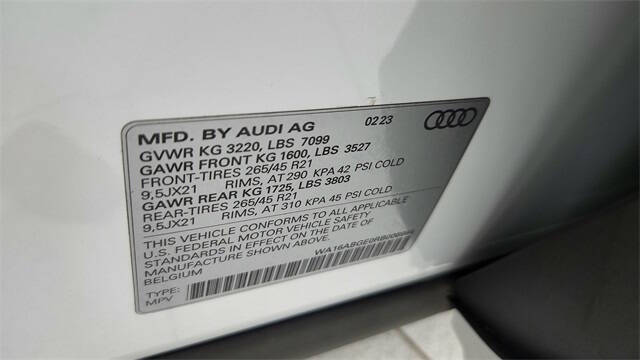 MFD. BY AUDI AG 02 23
GVWR KG 3220, LBS 7099
GAWR FRONT KG 1600, LBS 3527
FRONT-TIRES 265/45 R21
9,5JX21 RIMS, AT 290 KPA 42 PSI COLD
GAWR REAR KG 1725, LBS 3803
REAR-TIRES 265/45 R21
9,5JX21 RIMS, AT 310 KPA 45 PSI COLD
THIS VEHICLE CONFORMS TO ALL APPLICABLE
U.S. FEDERAL MOTOR VEHICLE SAFETY
STANDARDS IN EFFECT ON THE DATE OF
MANUFACTURE SHOWN ABOVE.
BELGIUM
TYPE:
MPV